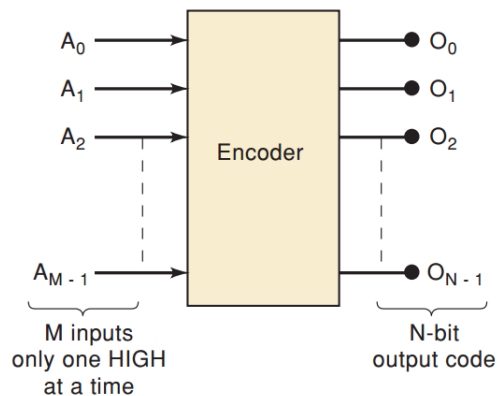 A0 O0
A1 O1
A2 O2
Encoder
AM - 1 ON - 1
M inputs
only one HIGH
at a time
N-bit
output code